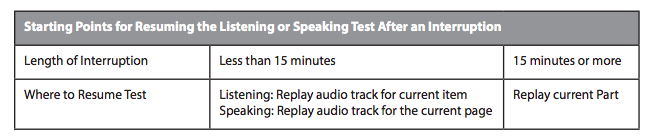 Starting Points for Resuming the Listening or Speaking Test After an Interruption
Length of Interruption Less than 15 minutes 15 minutes or more
Where to Resume Test Listening: Replay audio track for current item Replay current Part
Speaking: Replay audio track for the current page